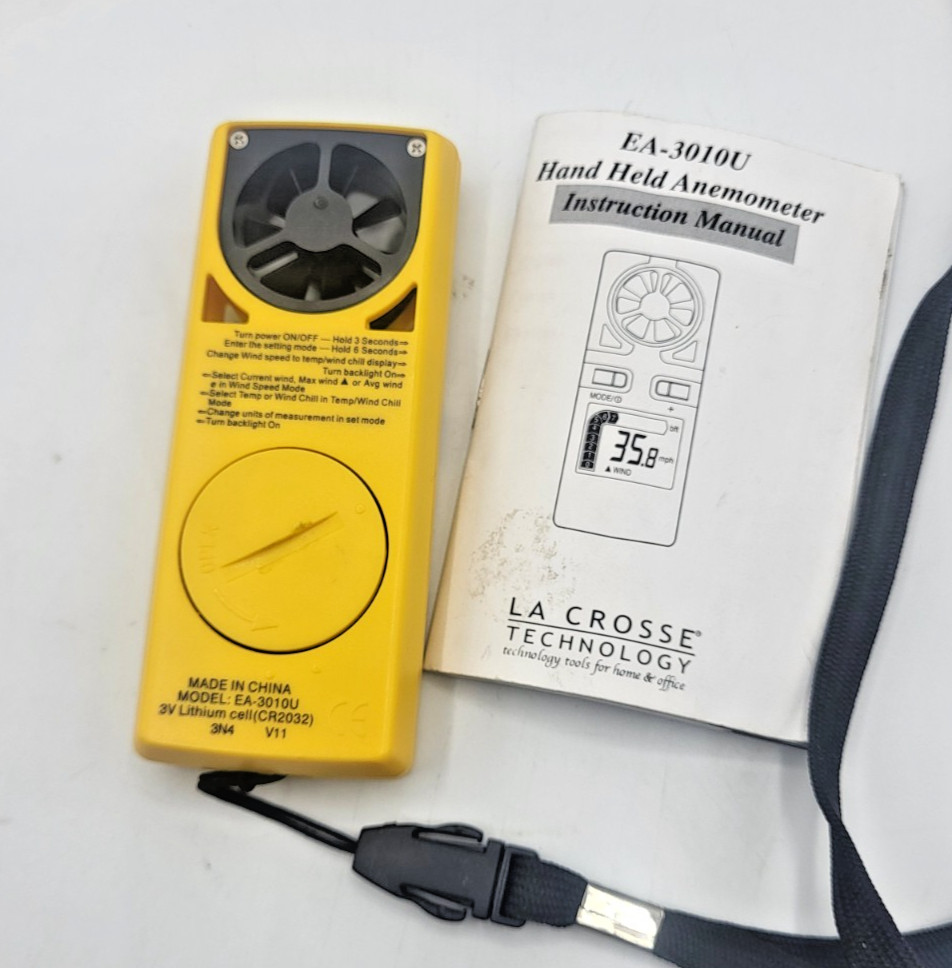 Turn power ON/OFF — Hold 3 Seconds⇒
Enter the setting mode — Hold 6 Seconds⇒
Change Wind speed to temp/wind chill display⇒
Turn backlight On⇒
⇐Select Current wind, Max wind ▲ or Avg wind
e in Wind Speed Mode
⇐Select Temp or Wind Chill in Temp/Wind Chill
Mode
⇐Change units of measurement in set mode
⇐Turn backlight On
MADE IN CHINA
MODEL: EA-3010U
3V Lithium cell(CR2032)
3N4 V11
CE
EA-3010U
Hand Held Anemometer
Instruction Manual
MODE/
+
Bft
35.8 mph
▲ WIND
LA CROSSE®
TECHNOLOGY
technology tools for home & office